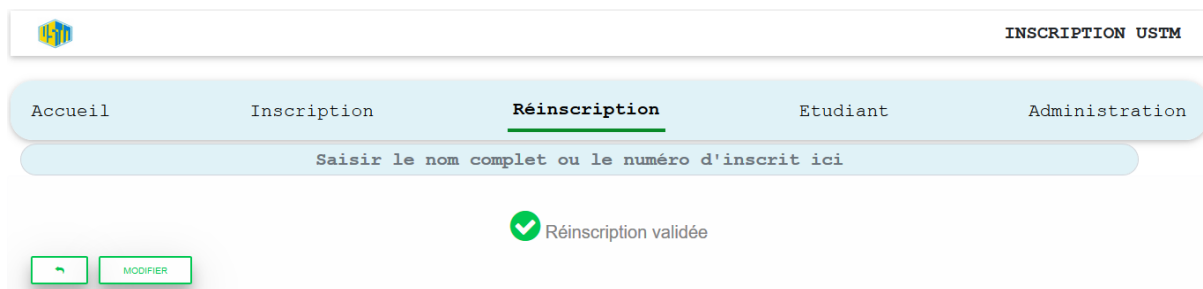 USTM
INSCRIPTION USTM
Accueil Inscription Réinscription Etudiant Administration
Saisir le nom complet ou le numéro d'inscrit ici
Réinscription validée
MODIFIER